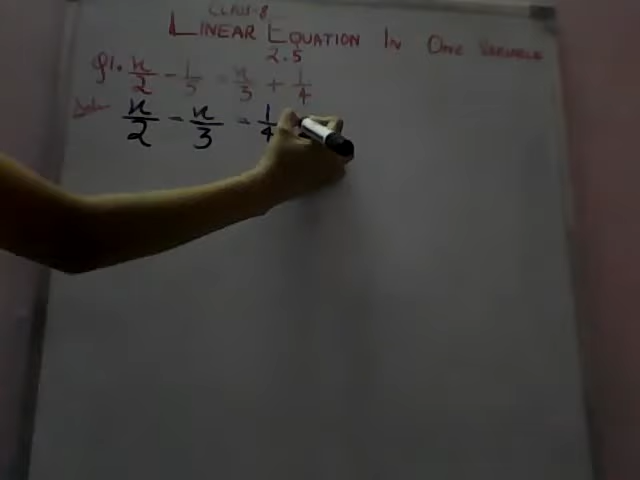 CLASS-8
LINEAR EQUATION IN ONE VARIABLE
2.5
Q1. x/2 - 1/5 = x/3 + 1/4
Soln x/2 - x/3 = 1/4